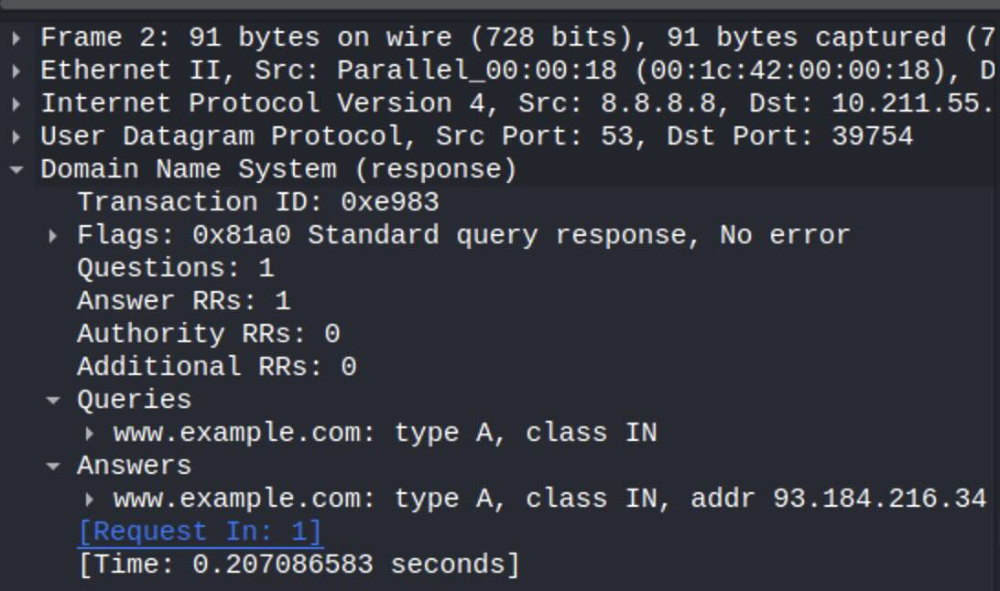 Frame 2: 91 bytes on wire (728 bits), 91 bytes captured (7
Ethernet II, Src: Parallel_00:00:18 (00:1c:42:00:00:18), D
Internet Protocol Version 4, Src: 8.8.8.8, Dst: 10.211.55.
User Datagram Protocol, Src Port: 53, Dst Port: 39754
Domain Name System (response)
Transaction ID: 0xe983
Flags: 0x81a0 Standard query response, No error
Questions: 1
Answer RRs: 1
Authority RRs: 0
Additional RRs: 0
Queries
www.example.com: type A, class IN
Answers
www.example.com: type A, class IN, addr 93.184.216.34
[Request In: 1]
[Time: 0.207086583 seconds]